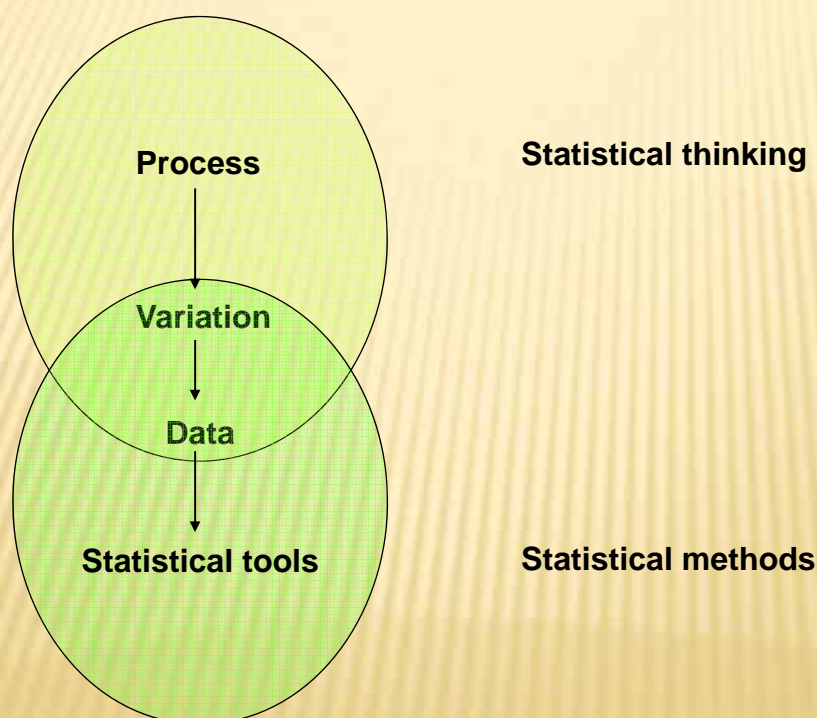 Process
Statistical thinking
Variation
Data
Statistical tools
Statistical methods